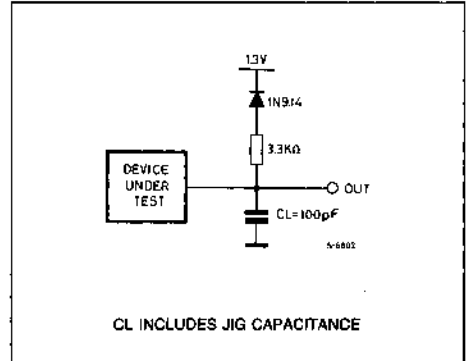 1.3V
1N914
3.3KΩ
DEVICE
UNDER
TEST
OUT
CL=100pF
S-6802
CL INCLUDES JIG CAPACITANCE